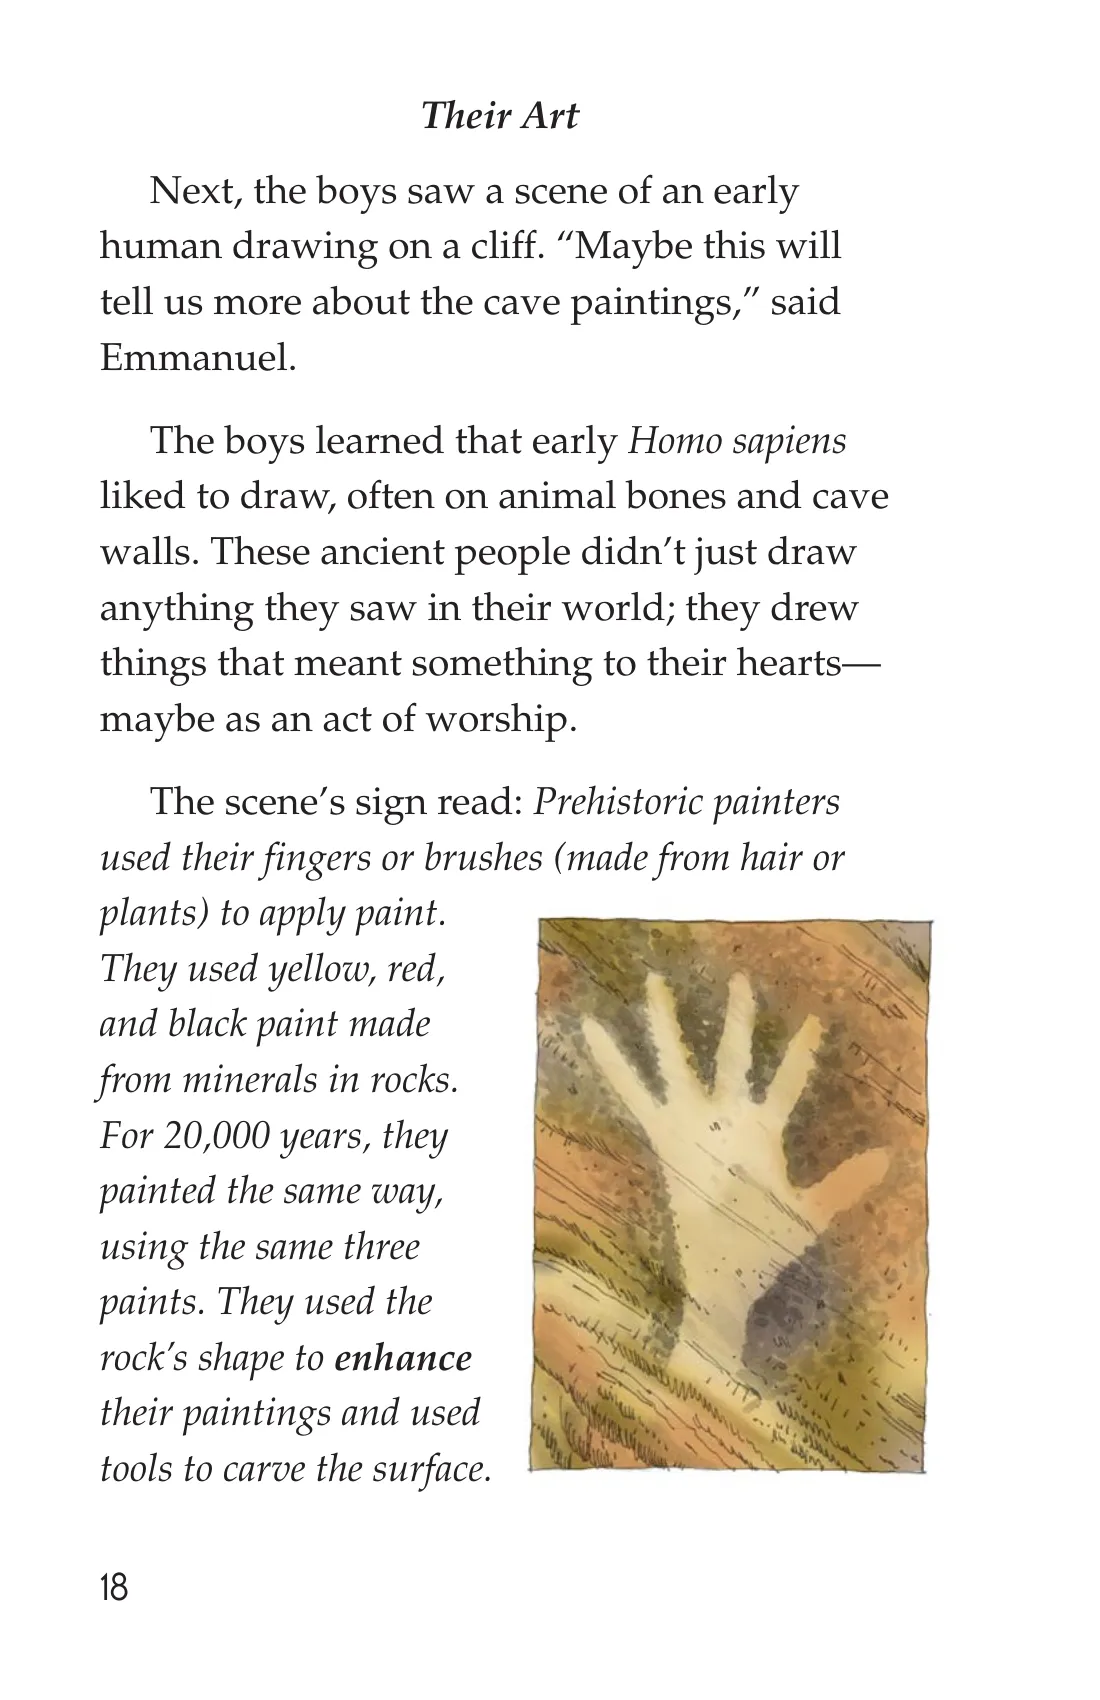 Their Art
Next, the boys saw a scene of an early
human drawing on a cliff. “Maybe this will
tell us more about the cave paintings,” said
Emmanuel.
The boys learned that early Homo sapiens
liked to draw, often on animal bones and cave
walls. These ancient people didn’t just draw
anything they saw in their world; they drew
things that meant something to their hearts—
maybe as an act of worship.
The scene’s sign read: Prehistoric painters
used their fingers or brushes (made from hair or
plants) to apply paint.
They used yellow, red,
and black paint made
from minerals in rocks.
For 20,000 years, they
painted the same way,
using the same three
paints. They used the
rock’s shape to enhance
their paintings and used
tools to carve the surface.
18